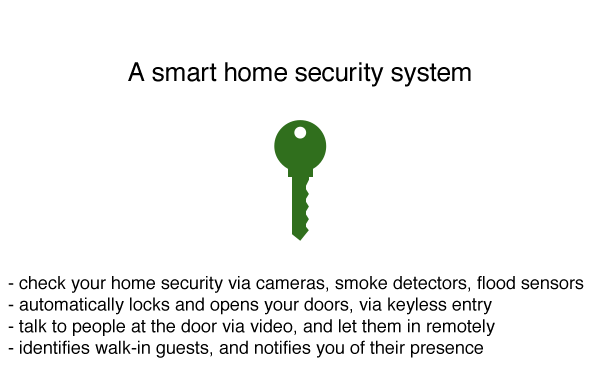 A smart home security system
- check your home security via cameras, smoke detectors, flood sensors
- automatically locks and opens your doors, via keyless entry
- talk to people at the door via video, and let them in remotely
- identifies walk-in guests, and notifies you of their presence